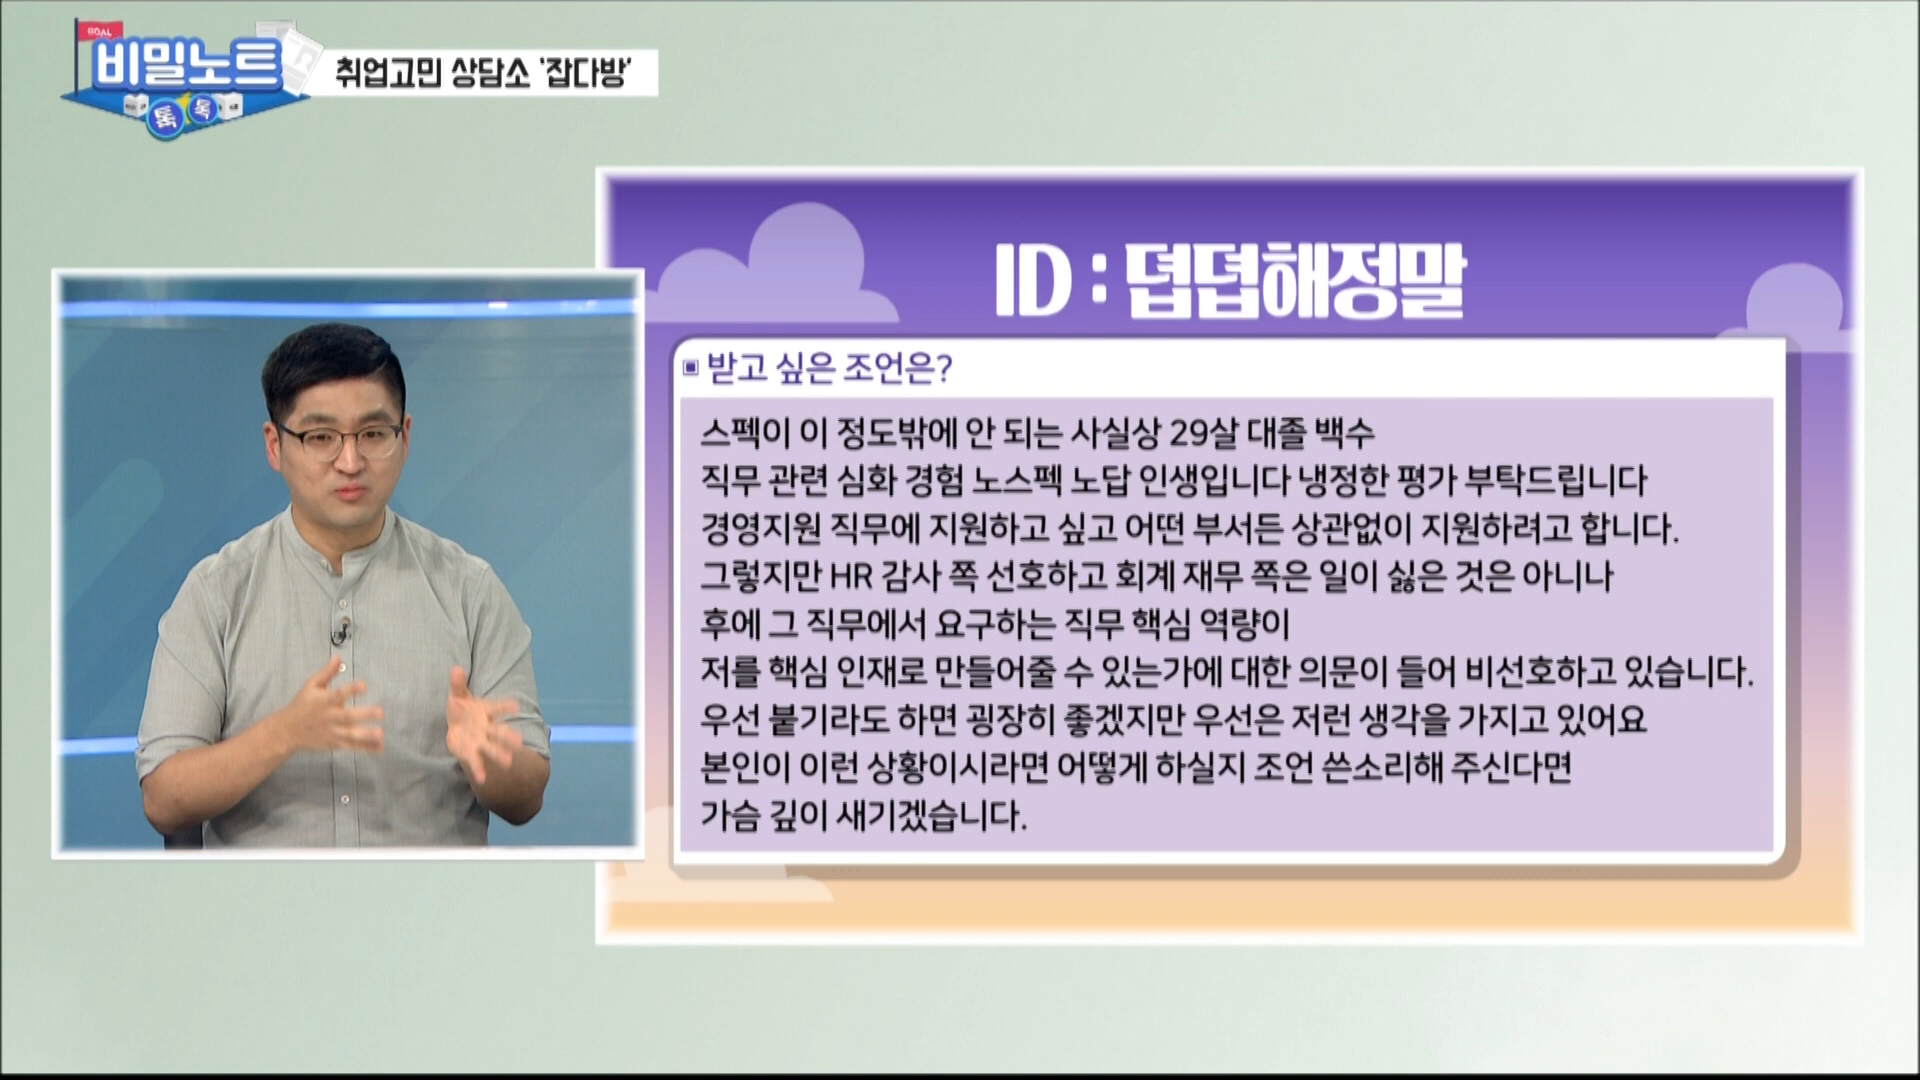 GOAL
비밀노트
톡 톡
취업고민 상담소 '잡다방'
ID : 뎝뎝해정말
▣ 받고 싶은 조언은?
스펙이 이 정도밖에 안 되는 사실상 29살 대졸 백수
직무 관련 심화 경험 노스펙 노답 인생입니다 냉정한 평가 부탁드립니다
경영지원 직무에 지원하고 싶고 어떤 부서든 상관없이 지원하려고 합니다.
그렇지만 HR 감사 쪽 선호하고 회계 재무 쪽은 일이 싫은 것은 아니나
후에 그 직무에서 요구하는 직무 핵심 역량이
저를 핵심 인재로 만들어줄 수 있는가에 대한 의문이 들어 비선호하고 있습니다.
우선 붙기라도 하면 굉장히 좋겠지만 우선은 저런 생각을 가지고 있어요
본인이 이런 상황이시라면 어떻게 하실지 조언 쓴소리해 주신다면
가슴 깊이 새기겠습니다.